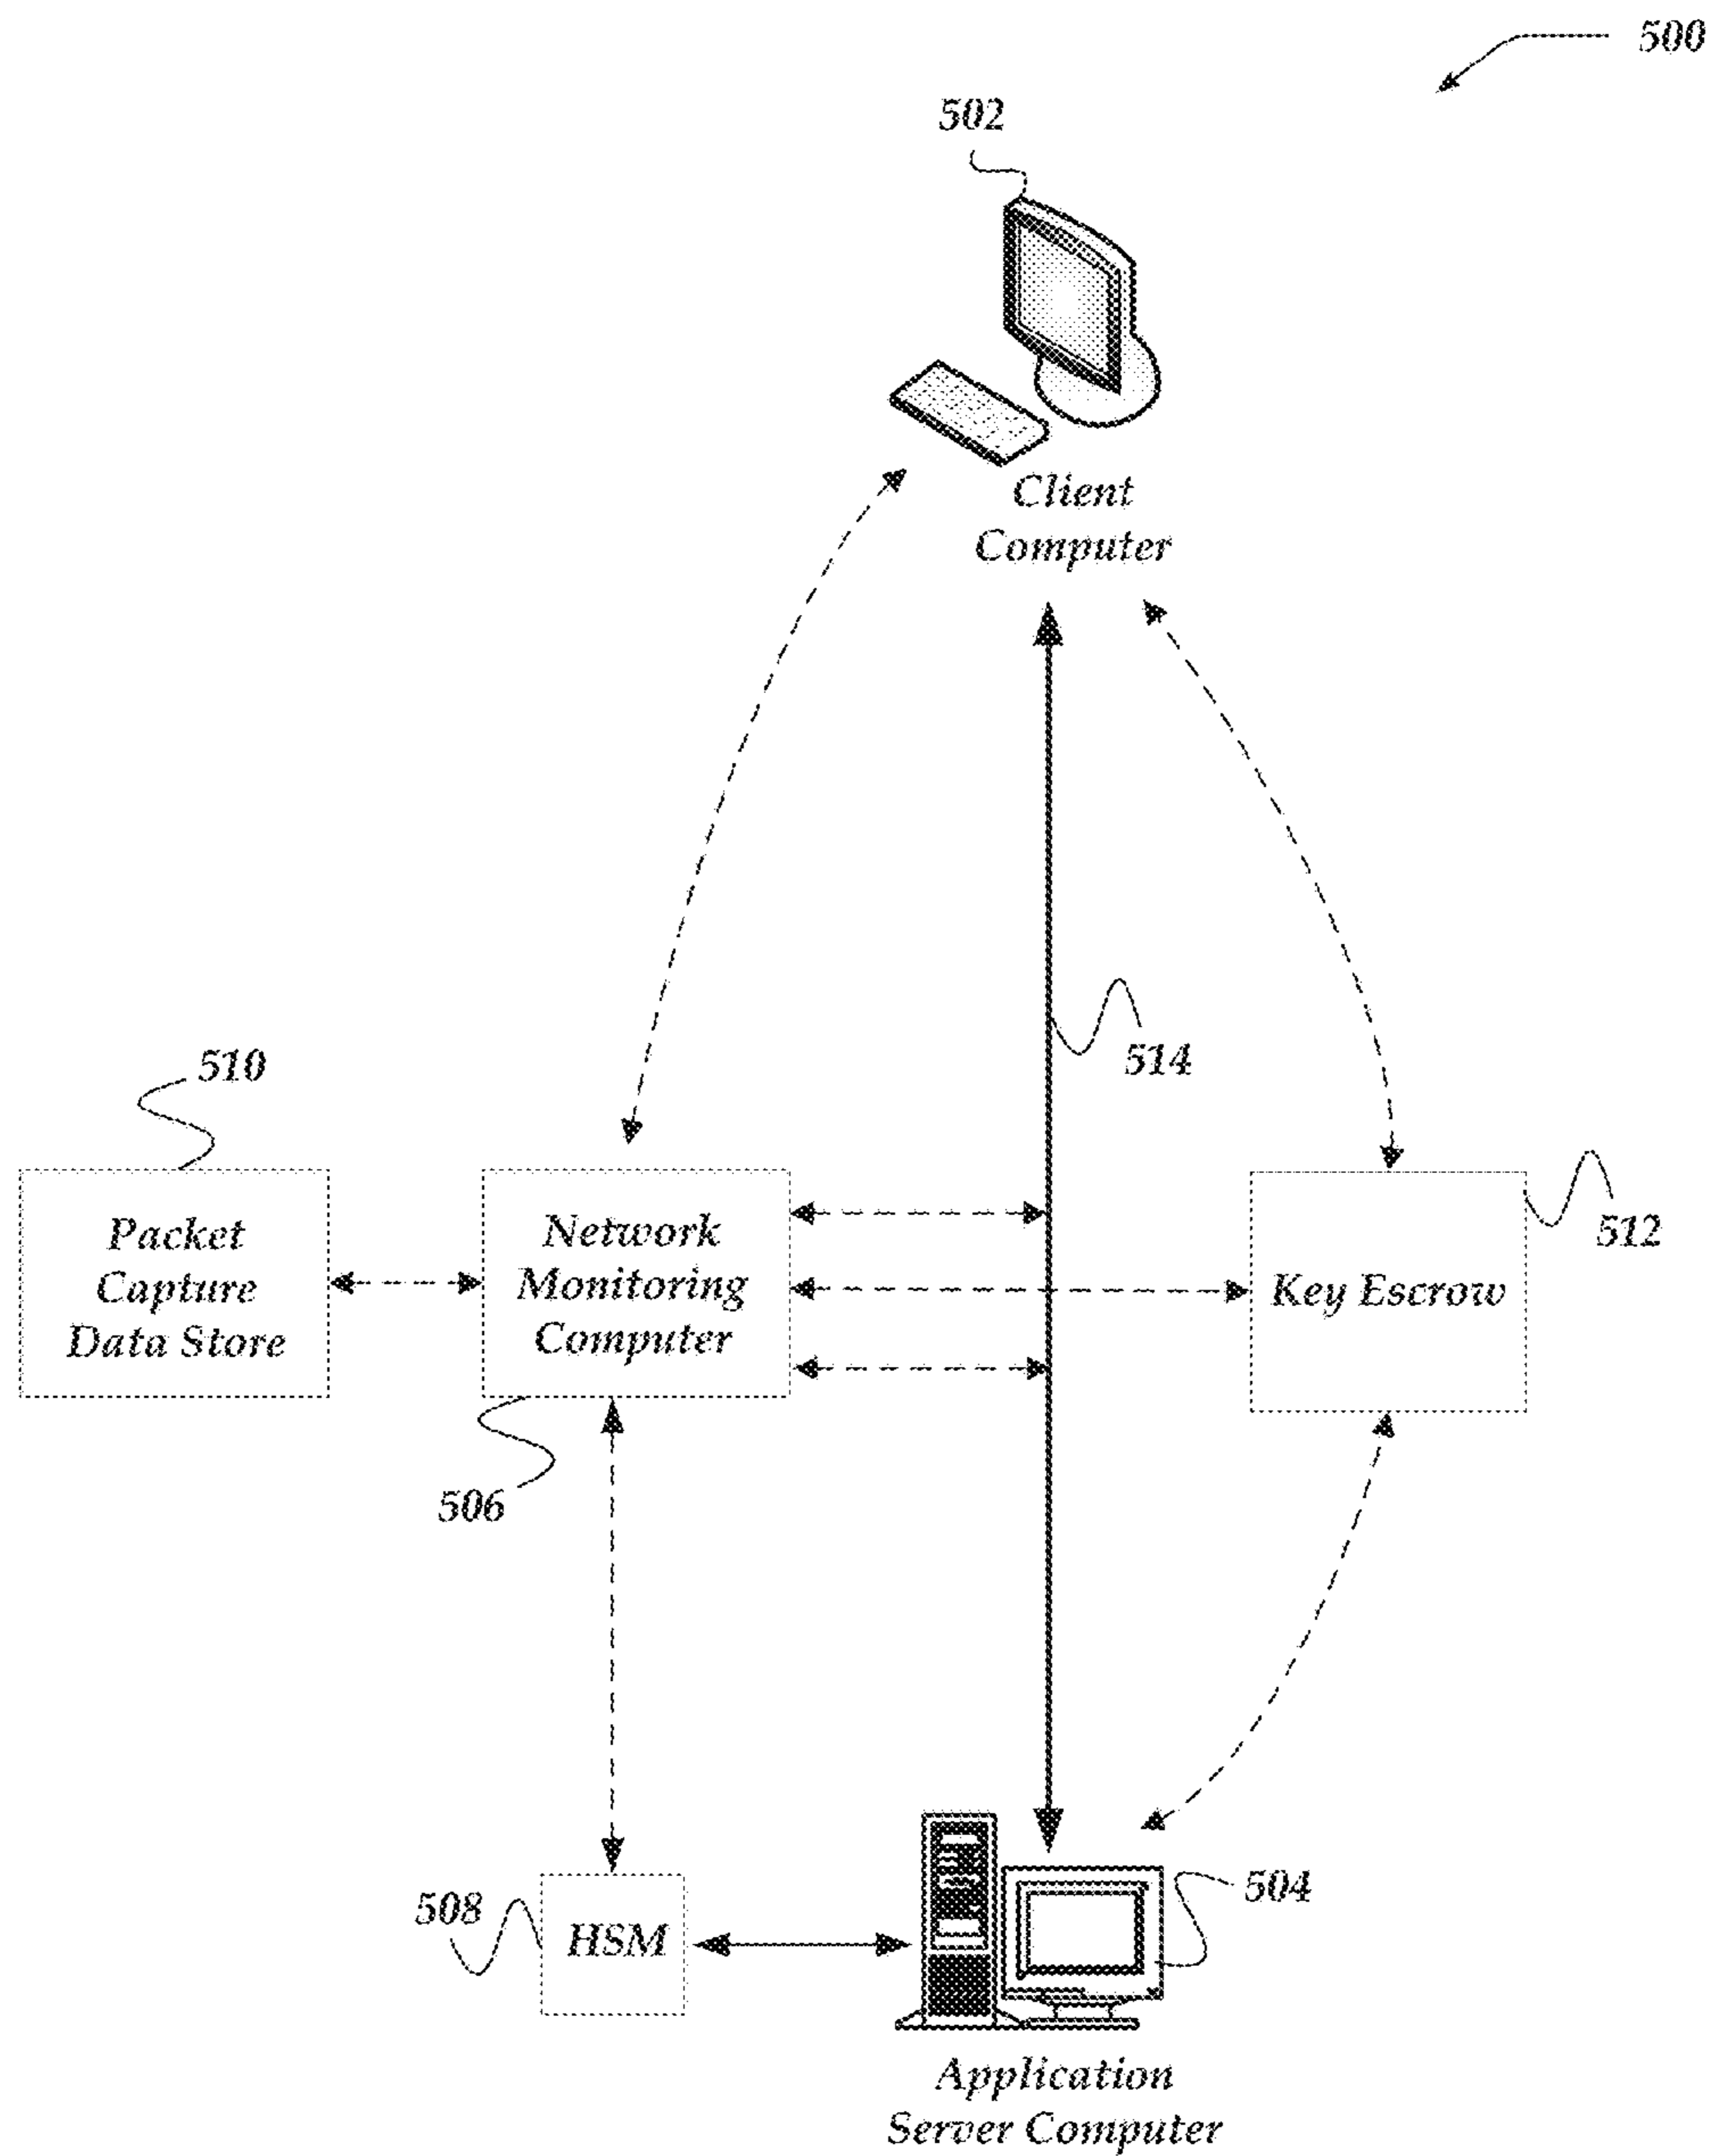 500
502
Client
Computer
514
510
Packet
Capture
Data Store
Network
Monitoring
Computer
506
Key Escrow
512
508
HSM
504
Application
Server Computer